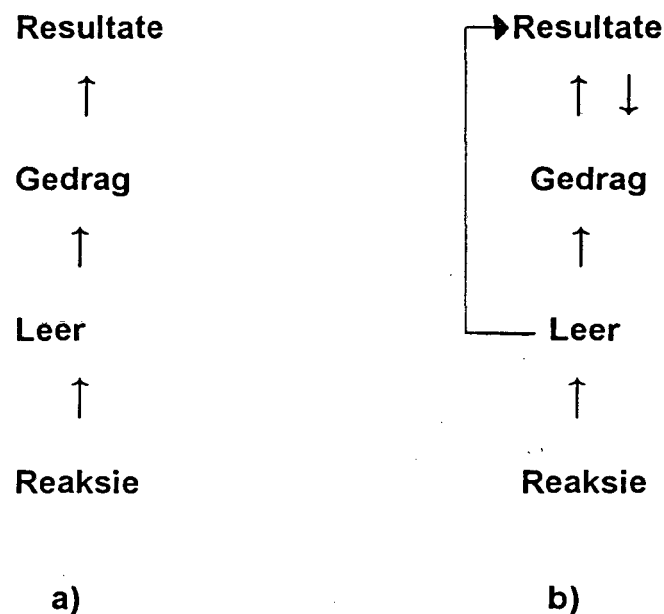 Resultate Resultate
Gedrag Gedrag
Leer Leer
Reaksie Reaksie
a) b)